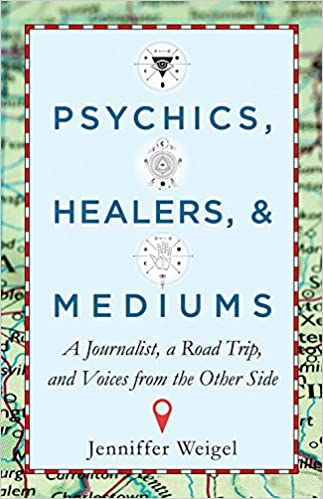 PSYCHICS,
HEALERS, &
MEDIUMS
A Journalist, a Road Trip,
and Voices from the Other Side
Jenniffer Weigel